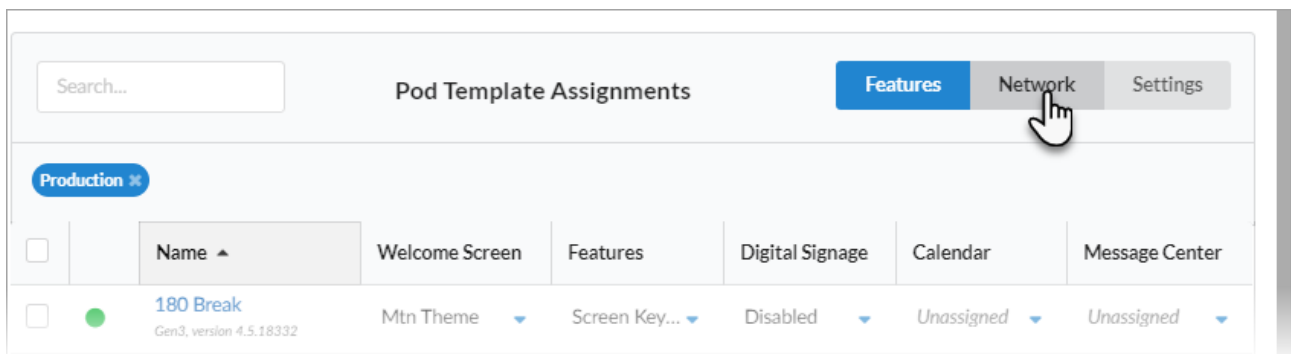 Search...
Pod Template Assignments
Features Network Settings
Production ×
Name Welcome Screen Features Digital Signage Calendar Message Center
180 Break Mtn Theme Screen Key... Disabled Unassigned Unassigned
Gen3, version 4.5.18332